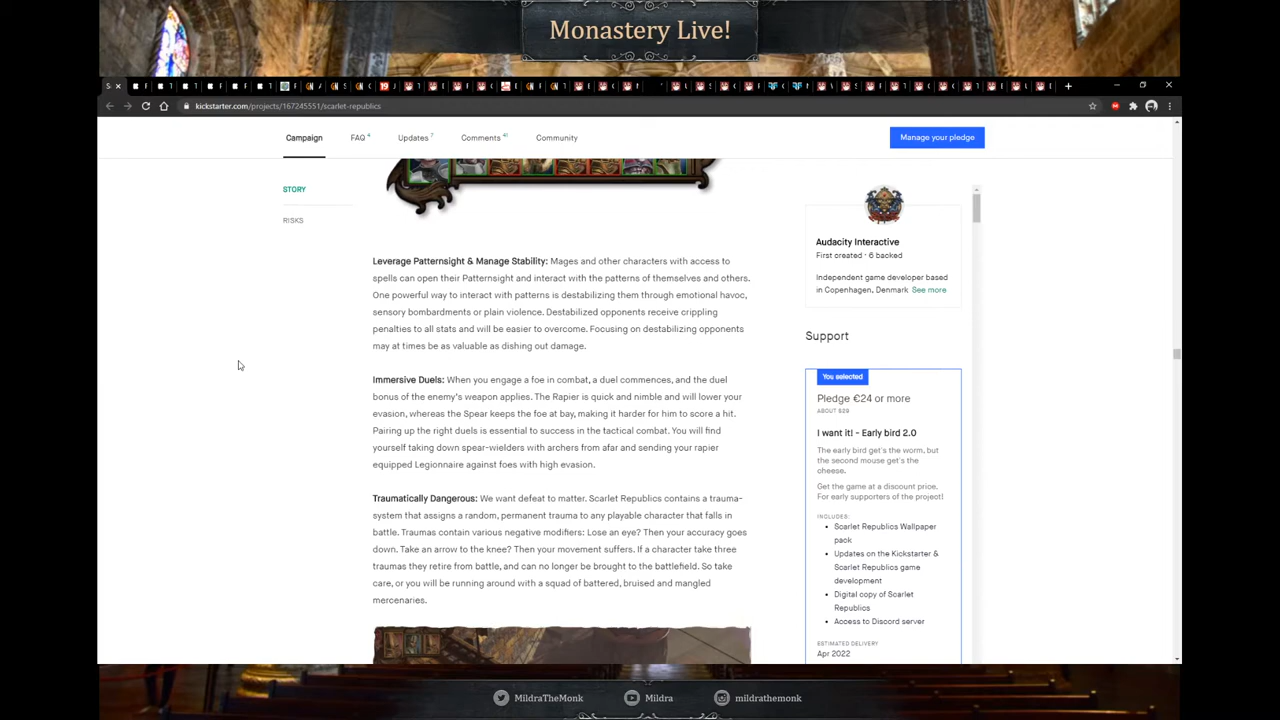 Monastery Live!
kickstarter.com/projects/167245551/scarlet-republics
Campaign
FAQ 4
Updates 7
Comments
Community
Manage your pledge
STORY
RISKS
Leverage Patternsight & Manage Stability: Mages and other characters with access to
spells can open their Patternsight and interact with the patterns of themselves and others.
One powerful way to interact with patterns is destabilizing them through emotional havoc,
sensory bombardments or plain violence. Destabilized opponents receive crippling
penalties to all stats and will be easier to overcome. Focusing on destabilizing opponents
may at times be as valuable as dishing out damage.
Immersive Duels: When you engage a foe in combat, a duel commences, and the duel
bonus of the enemy's weapon applies. The Rapier is quick and nimble and will lower your
evasion, whereas the Spear keeps the foe at bay, making it harder for him to score a hit.
Pairing up the right duels is essential to success in the tactical combat. You will find
yourself taking down spear-wielders with archers from afar and sending your rapier
equipped Legionnaire against foes with high evasion.
Traumatically Dangerous: We want defeat to matter. Scarlet Republics contains a trauma-
system that assigns a random, permanent trauma to any playable character that falls in
battle. Traumas contain various negative modifiers: Lose an eye? Then your accuracy goes
down. Take an arrow to the knee? Then your movement suffers. If a character take three
traumas they retire from battle, and can no longer be brought to the battlefield. So take
care, or you will be running around with a squad of battered, bruised and mangled
mercenaries.
Audacity Interactive
First created · 6 backed
Independent game developer based
in Copenhagen, Denmark See more
Support
You selected
Pledge €24 or more
ABOUT $29
I want it! - Early bird 2.0
The early bird get's the worm, but
the second mouse get's the
cheese.
Get the game at a discount price.
For early supporters of the project!
INCLUDES:
Scarlet Republics Wallpaper
pack
Updates on the Kickstarter &
Scarlet Republics game
development
Digital copy of Scarlet
Republics
Access to Discord server
ESTIMATED DELIVERY
Apr 2022
MildraTheMonk
Mildra
mildrathemonk